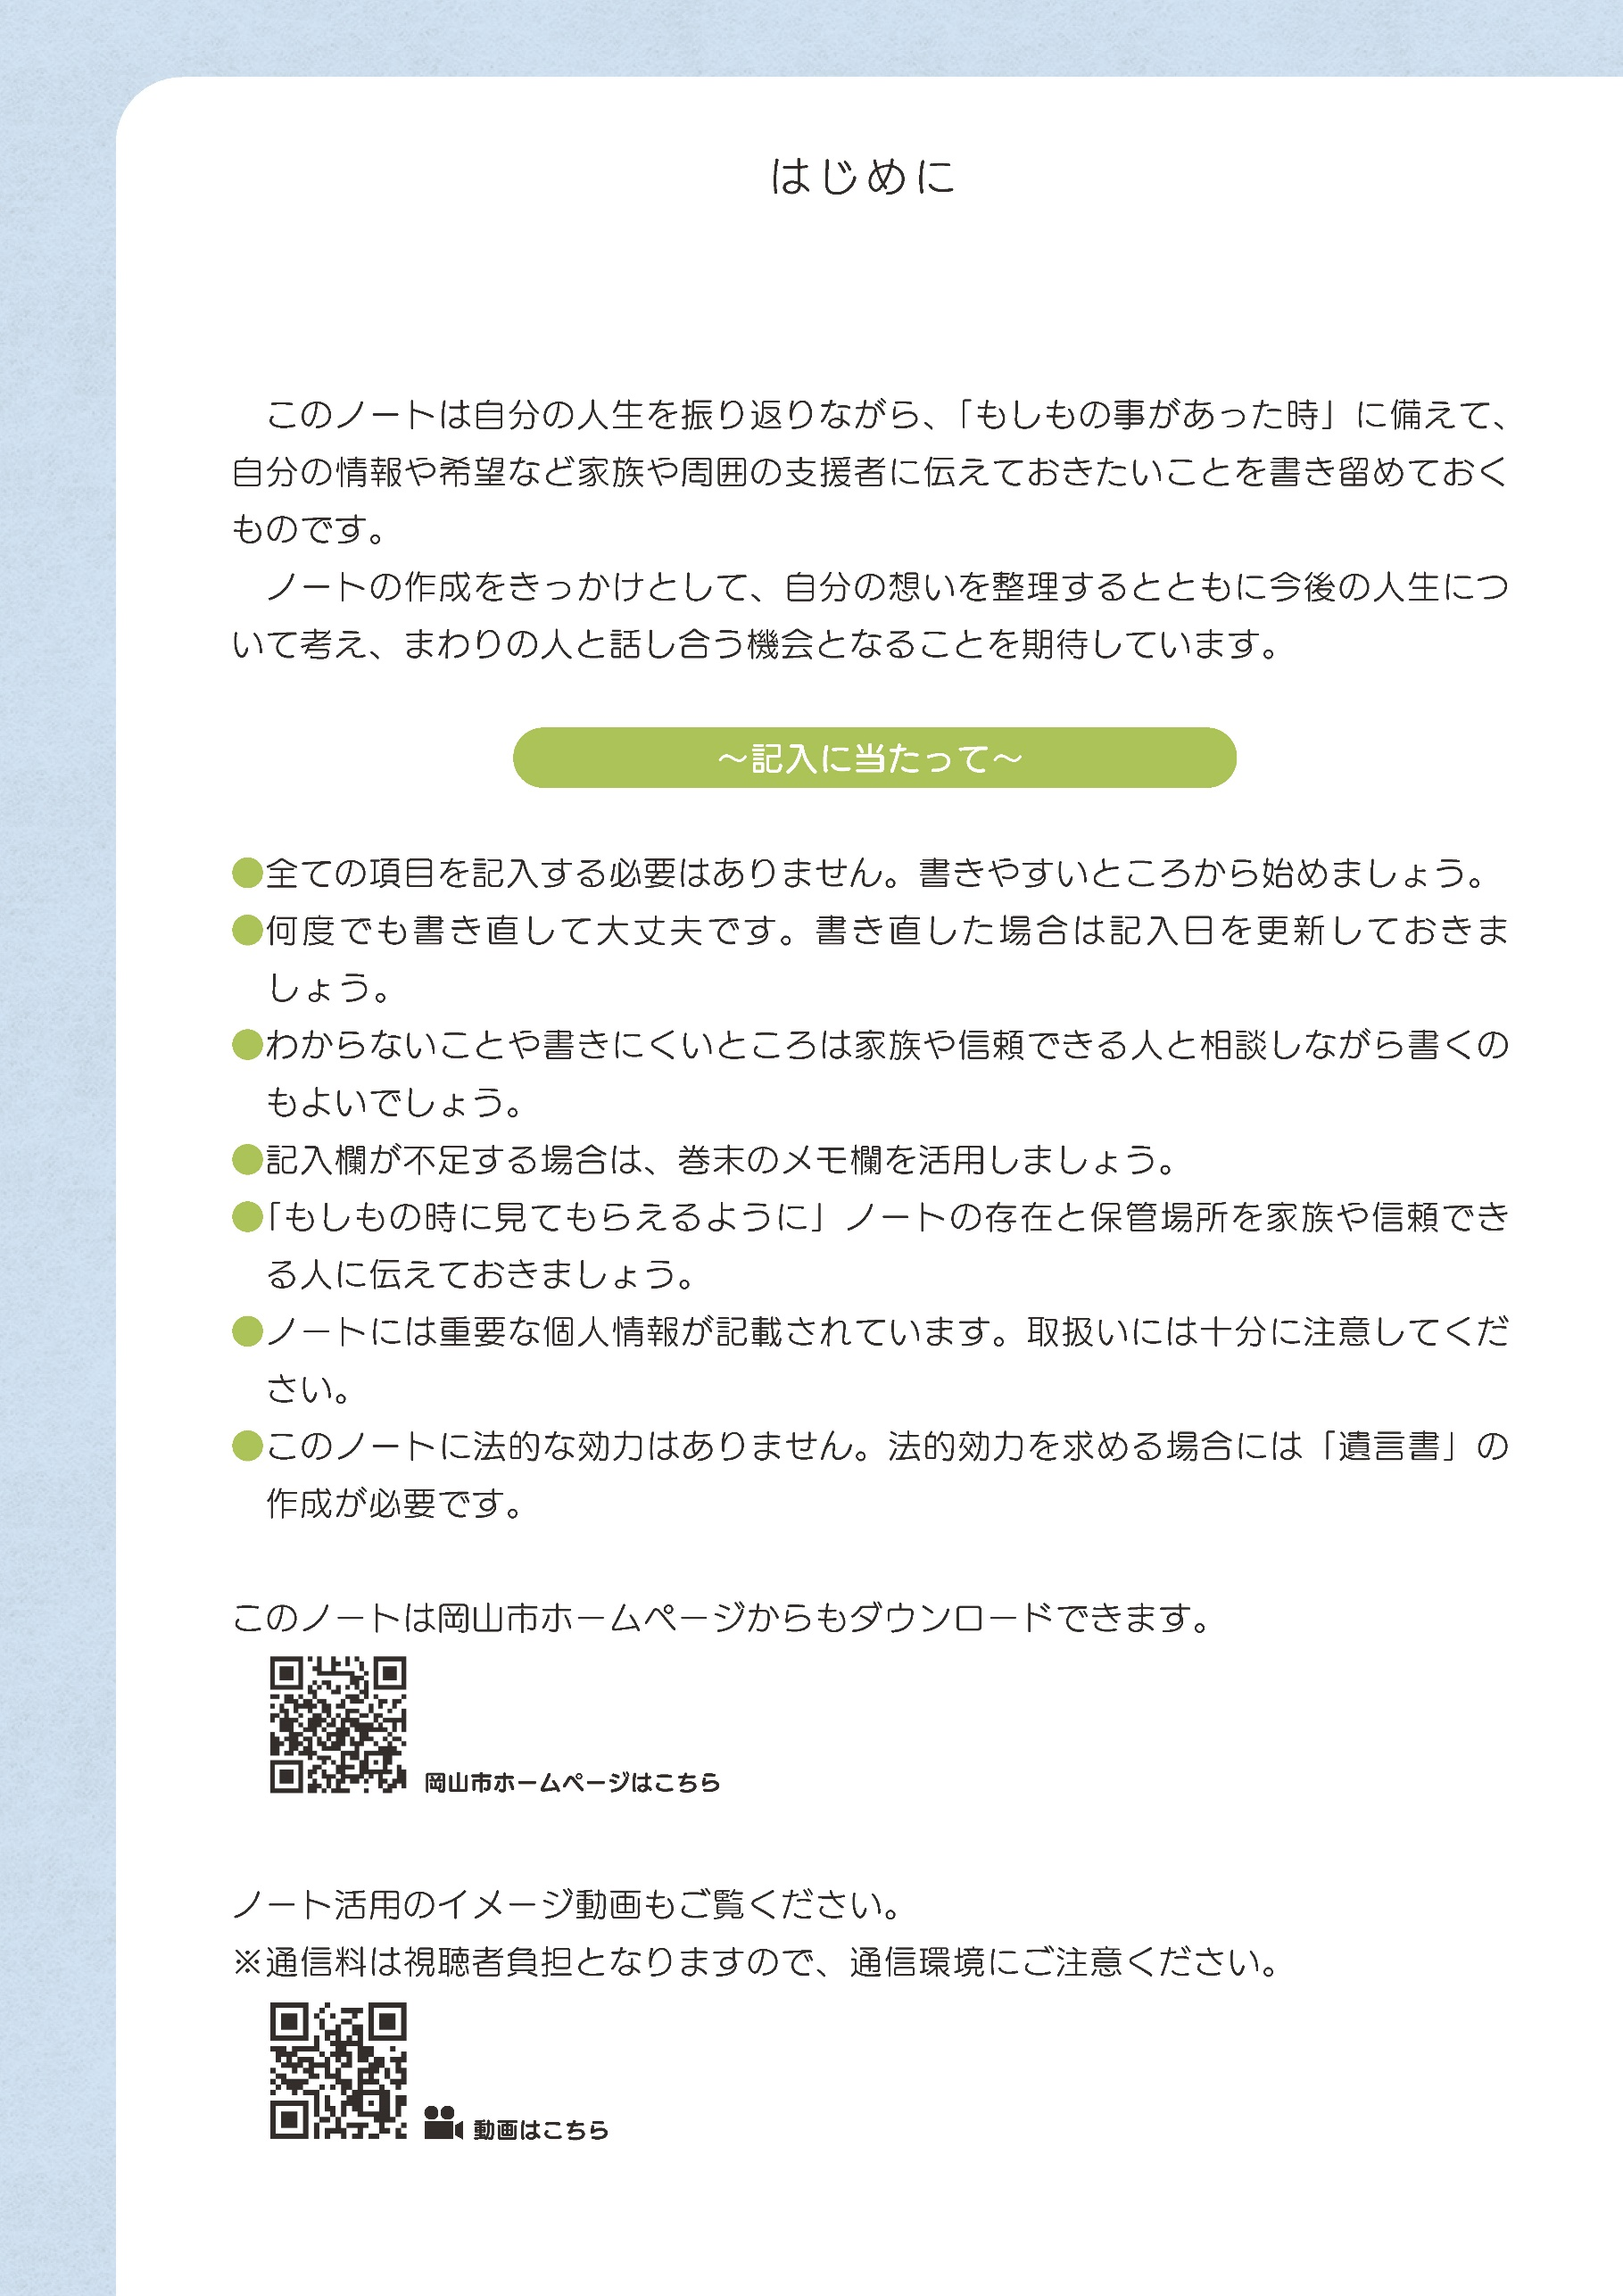 はじめに
　このノートは自分の人生を振り返りながら、「もしもの事があった時」に備えて、
自分の情報や希望など家族や周囲の支援者に伝えておきたいことを書き留めておく
ものです。
　ノートの作成をきっかけとして、自分の想いを整理するとともに今後の人生につ
いて考え、まわりの人と話し合う機会となることを期待しています。
～記入に当たって～
●全ての項目を記入する必要はありません。書きやすいところから始めましょう。
●何度でも書き直して大丈夫です。書き直した場合は記入日を更新しておきま
しょう。
●わからないことや書きにくいところは家族や信頼できる人と相談しながら書くの
もよいでしょう。
●記入欄が不足する場合は、巻末のメモ欄を活用しましょう。
●「もしもの時に見てもらえるように」ノートの存在と保管場所を家族や信頼でき
る人に伝えておきましょう。
●ノートには重要な個人情報が記載されています。取扱いには十分に注意してくだ
さい。
●このノートに法的な効力はありません。法的効力を求める場合には「遺言書」の
作成が必要です。
このノートは岡山市ホームページからもダウンロードできます。
岡山市ホームページはこちら
ノート活用のイメージ動画もご覧ください。
※通信料は視聴者負担となりますので、通信環境にご注意ください。
動画はこちら